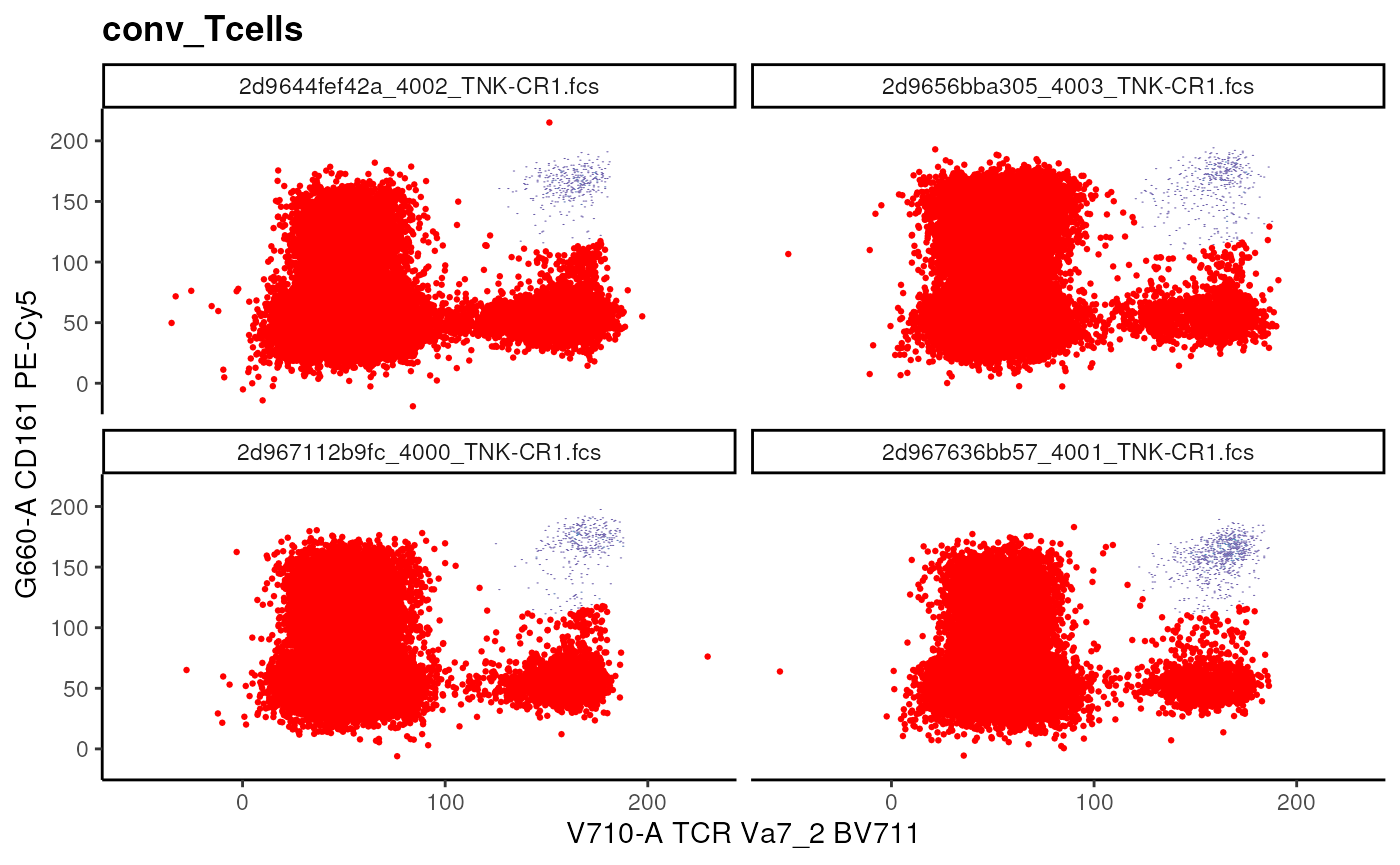 conv_Tcells
2d9644fef42a_4002_TNK-CR1.fcs
2d9656bba305_4003_TNK-CR1.fcs
200
150
100
50
0
G660-A CD161 PE-Cy5
2d967112b9fc_4000_TNK-CR1.fcs
2d967636bb57_4001_TNK-CR1.fcs
200
150
100
50
0
0 100 200
0 100 200
V710-A TCR Va7_2 BV711